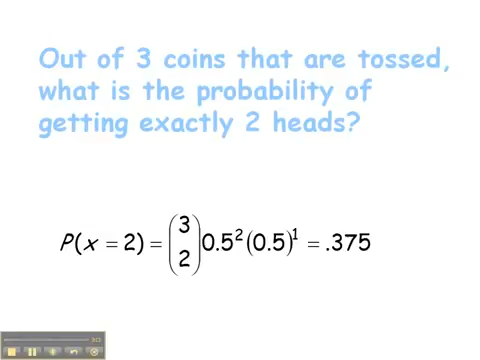 Out of 3 coins that are tossed,
what is the probability of
getting exactly 2 heads?
P(x = 2) = (3 2) 0.5²(0.5)¹ = .375